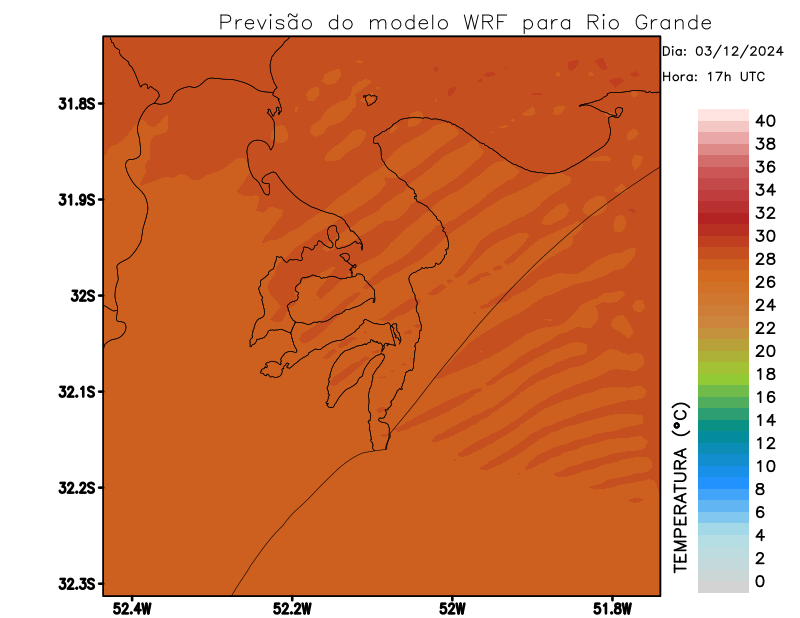 Previsão do modelo WRF para Rio Grande
Dia: 03/12/2024
Hora: 17h UTC
31.8S
31.9S
32S
32.1S
32.2S
32.3S
52.4W
52.2W
52W
51.8W
TEMPERATURA (°C)
40
38
36
34
32
30
28
26
24
22
20
18
16
14
12
10
8
6
4
2
0